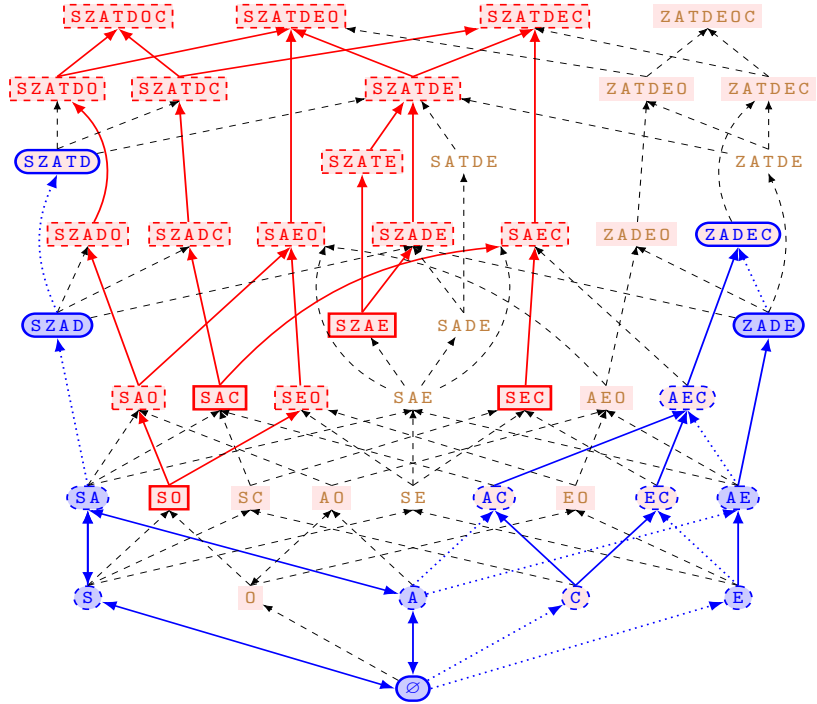 SZATDOC SZATDEO SZATDEC ZATDEOC
SZATDO SZATDC SZATDE ZATDEO ZATDEC
SZATD SZATE SATDE ZATDE
SZADO SZADC SAEO SZADE SAEC ZADEO ZADEC
SZAD SZAE SADE ZADE
SAO SAC SEO SAE SEC AEO AEC
SA SO SC AO SE AC EO EC AE
S O A C E
∅